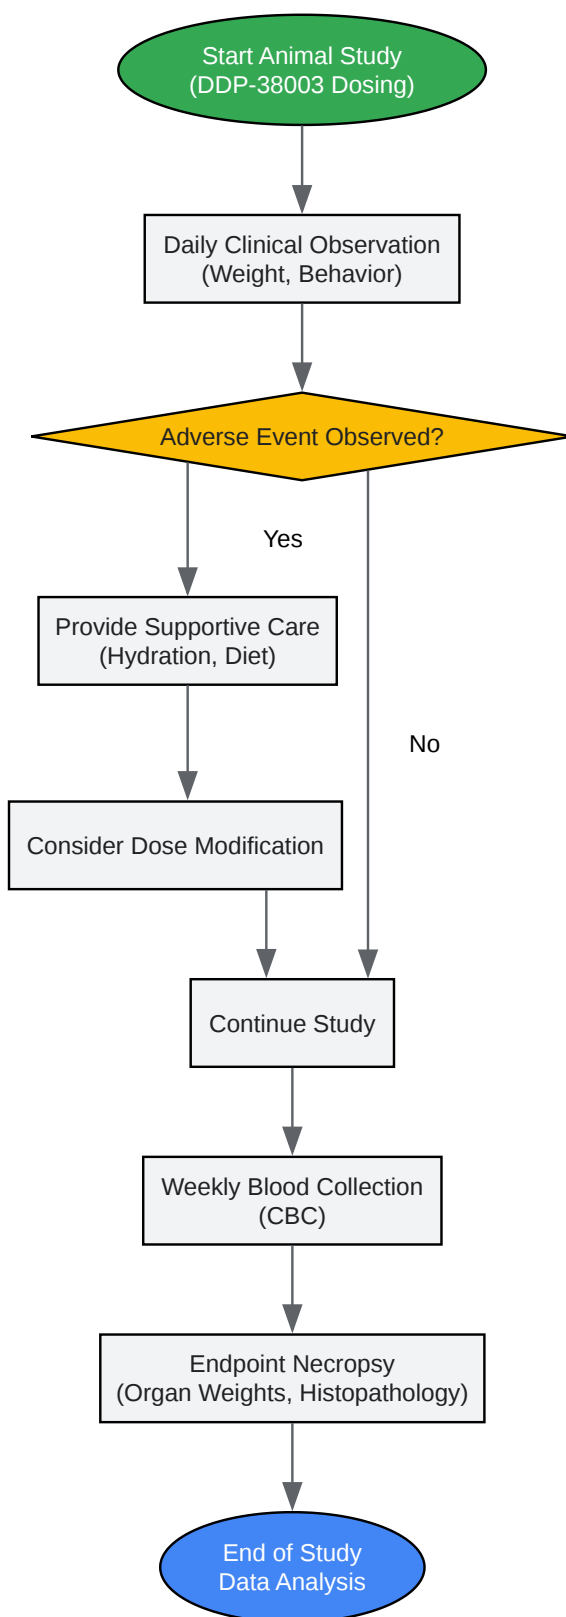 Start Animal Study
(DDP-38003 Dosing)
Daily Clinical Observation
(Weight, Behavior)
Adverse Event Observed?
Yes
Provide Supportive Care
(Hydration, Diet)
No
Consider Dose Modification
Continue Study
Weekly Blood Collection
(CBC)
Endpoint Necropsy
(Organ Weights, Histopathology)
End of Study
Data Analysis